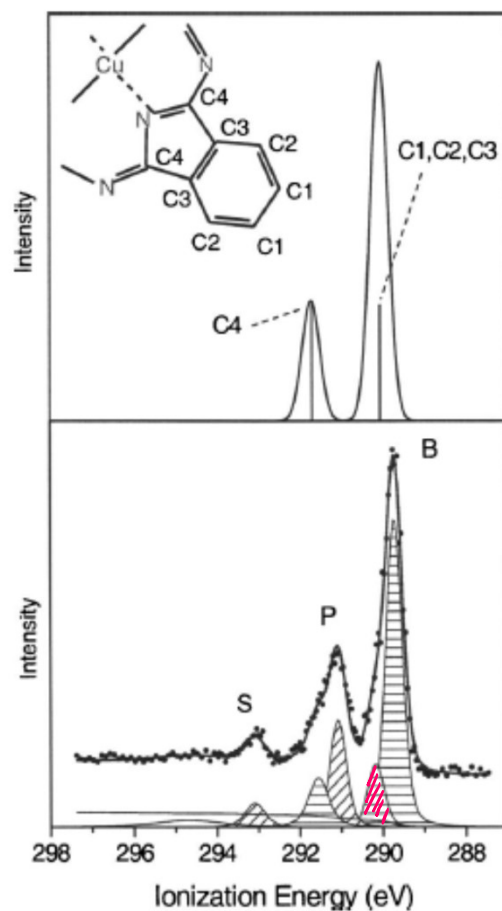 Cu
N
C4
N
C3
C2
C4
C1,C2,C3
N
C3
C1
C2
C1
C4
Intensity
B
P
S
Intensity
298 296 294 292 290 288
Ionization Energy (eV)